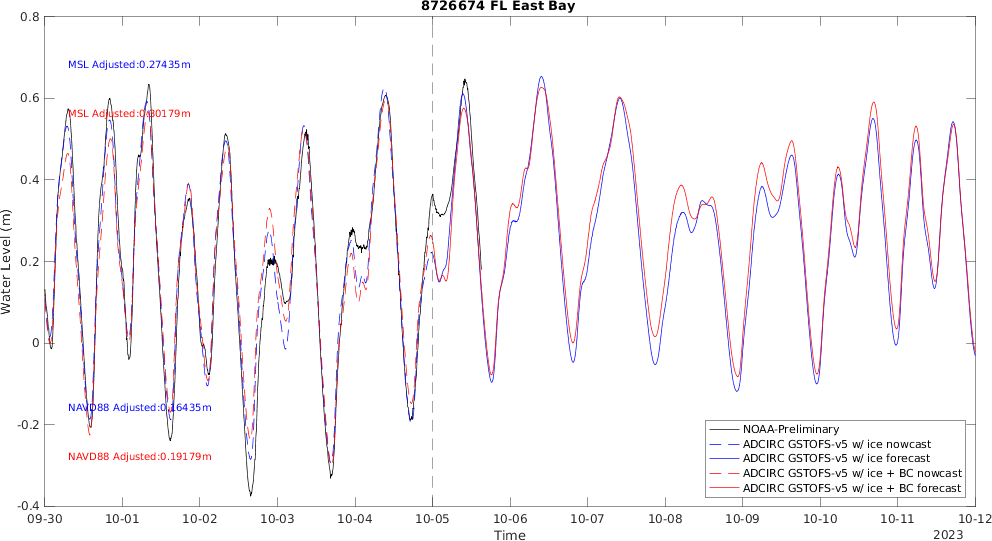 8726674 FL East Bay
0.8
0.6
0.4
0.2
0
-0.2
-0.4
Water Level (m)
MSL Adjusted:0.27435m
MSL Adjusted:0.30179m
NAVD88 Adjusted:0.16435m
NAVD88 Adjusted:0.19179m
NOAA-Preliminary
ADCIRC GSTOFS-v5 w/ ice nowcast
ADCIRC GSTOFS-v5 w/ ice forecast
ADCIRC GSTOFS-v5 w/ ice + BC nowcast
ADCIRC GSTOFS-v5 w/ ice + BC forecast
09-30 10-01 10-02 10-03 10-04 10-05 10-06 10-07 10-08 10-09 10-10 10-11 10-12
Time
2023